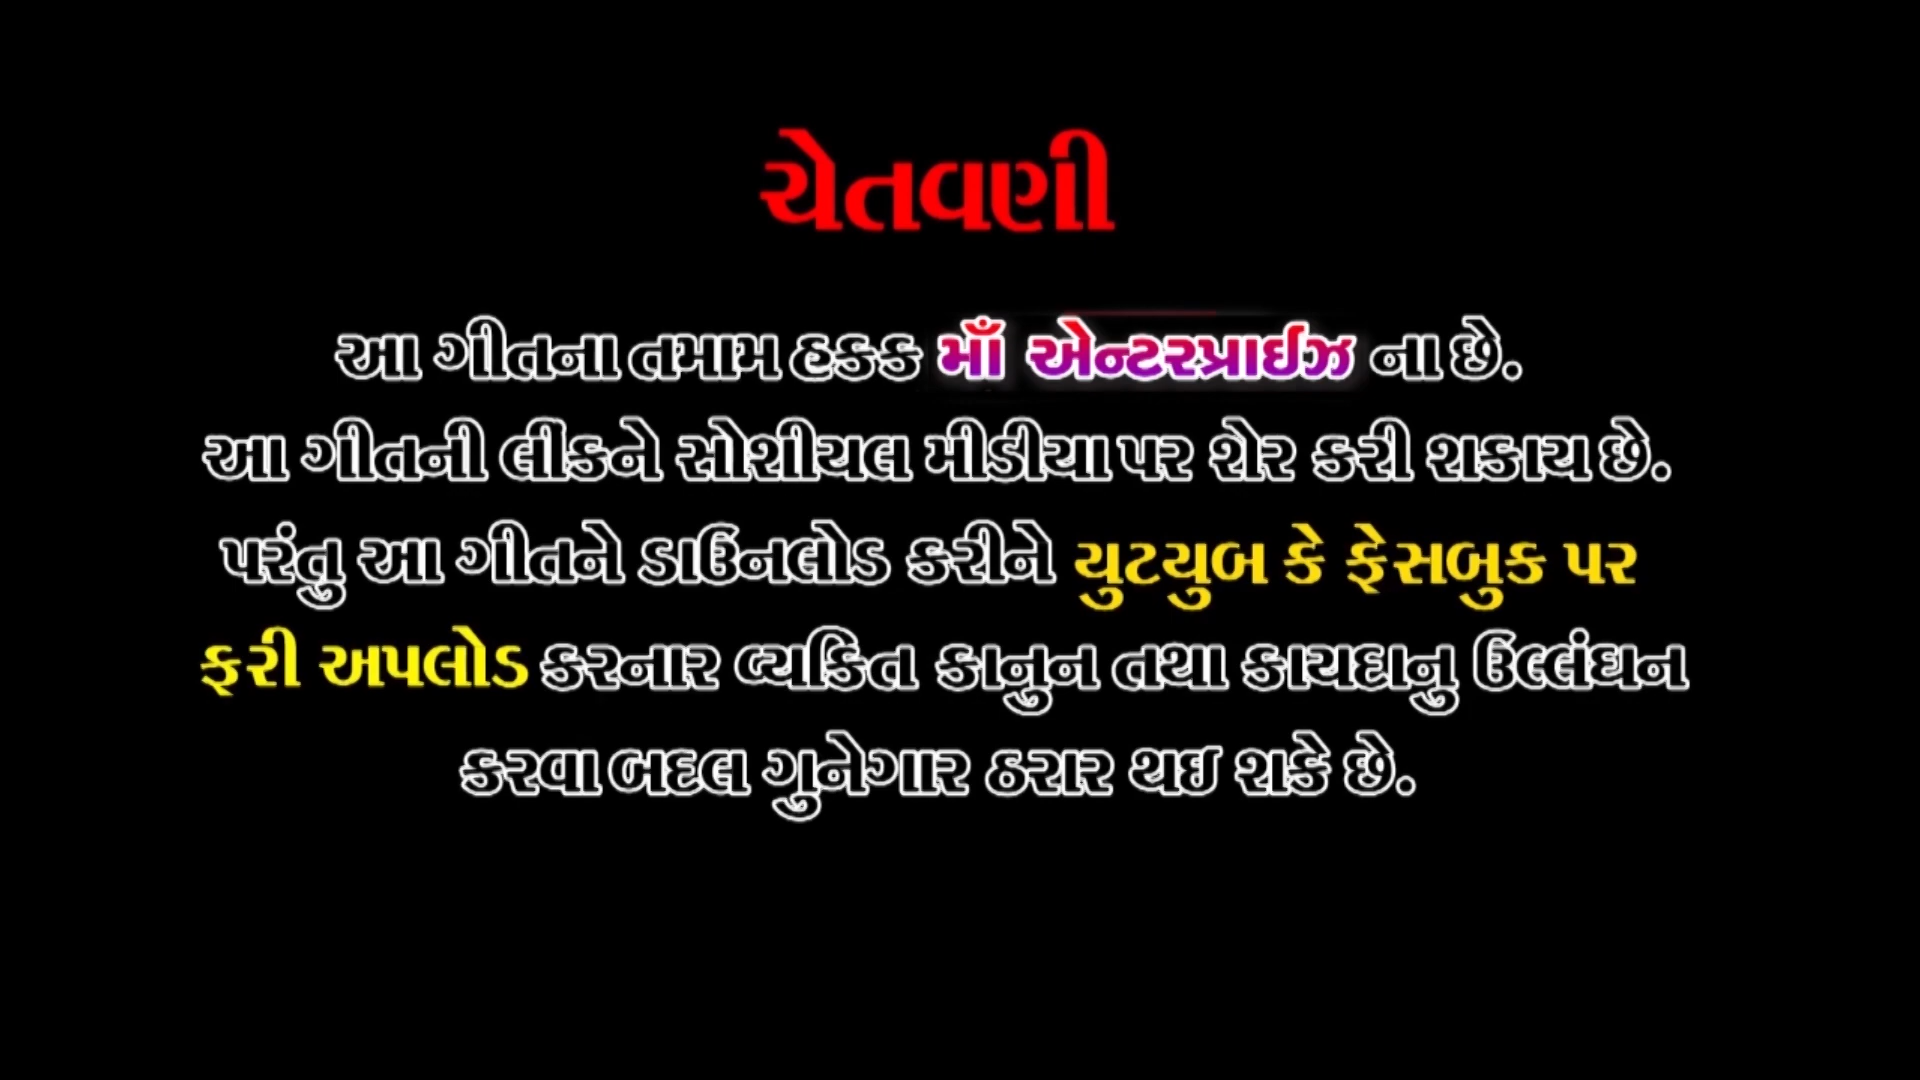 ચેતવણી
આ ગીતના તમામ હકક માઁ એન્ટરપ્રાઈઝ ના છે.
આ ગીતની લીંકને સોશીયલ મીડીયા પર શેર કરી શકાય છે.
પરંતુ આ ગીતને ડાઉનલોડ કરીને યુટયુબ કે ફેસબુક પર
ફરી અપલોડ કરનાર વ્યકિત કાનુન તથા કાયદાનુ ઉલ્લંઘન
કરવા બદલ ગુનેગાર ઠરાર થઇ શકે છે.